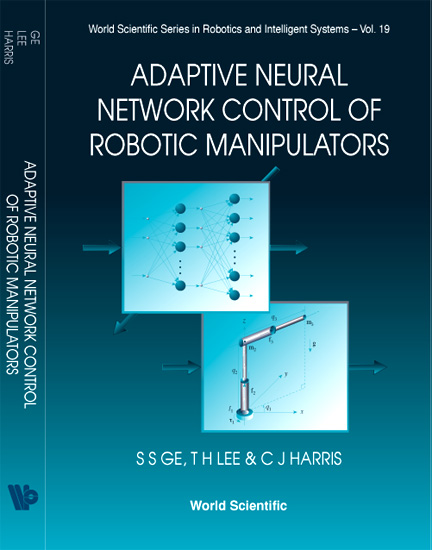 World Scientific Series in Robotics and Intelligent Systems – Vol. 19
ADAPTIVE NEURAL
NETWORK CONTROL OF
ROBOTIC MANIPULATORS
S S GE, T H LEE & C J HARRIS
World Scientific
GE
LEE
HARRIS
ADAPTIVE NEURAL NETWORK CONTROL
OF ROBOTIC MANIPULATORS